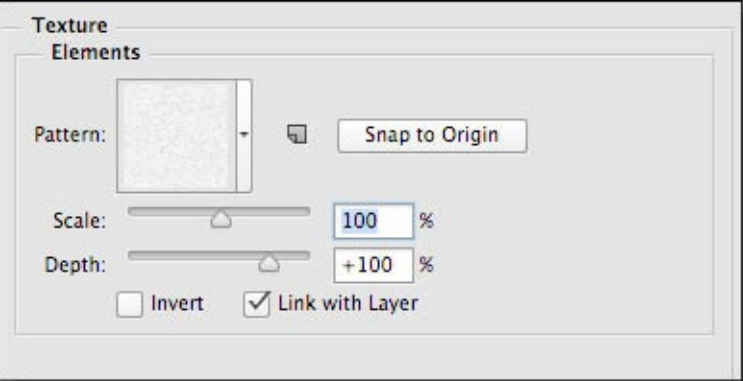 Texture
Elements
Pattern:
Snap to Origin
Scale: 100 %
Depth: +100 %
Invert Link with Layer